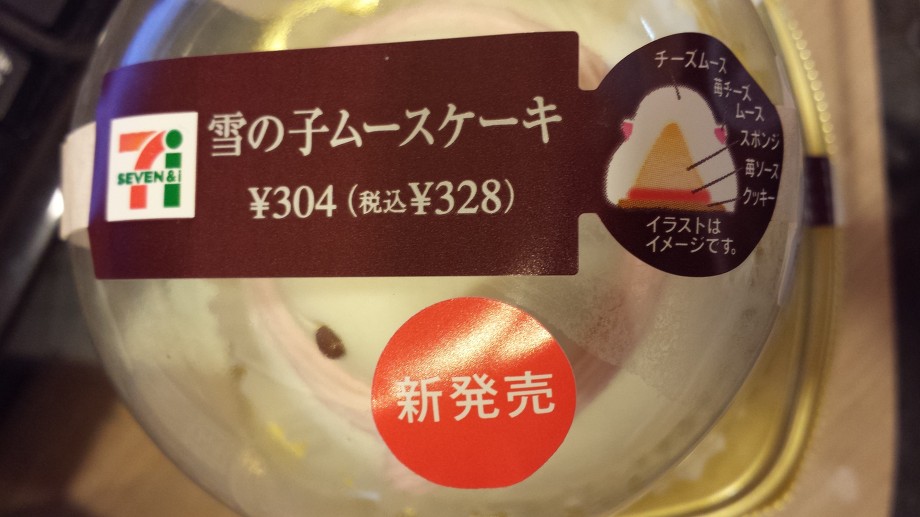 雪の子ムースケーキ
¥304(税込¥328)
SEVEN&i
チーズムース
苺チーズ
ムース
スポンジ
苺ソース
クッキー
イラストは
イメージです。
新発売